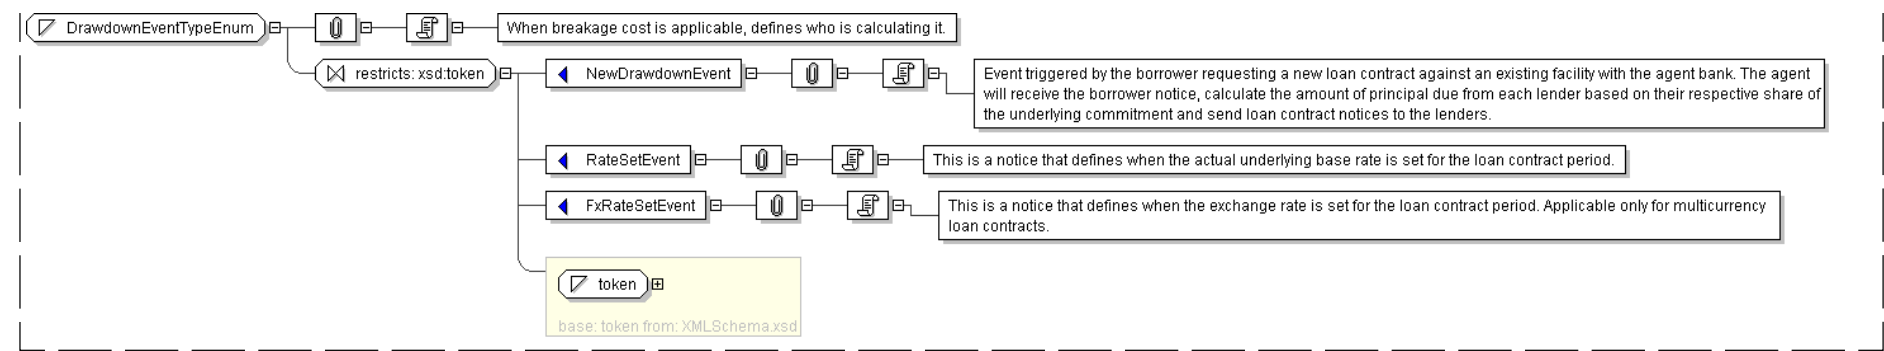 DrawdownEventTypeEnum
When breakage cost is applicable, defines who is calculating it.
restricts: xsd:token
NewDrawdownEvent
Event triggered by the borrower requesting a new loan contract against an existing facility with the agent bank. The agent
will receive the borrower notice, calculate the amount of principal due from each lender based on their respective share of
the underlying commitment and send loan contract notices to the lenders.
RateSetEvent
This is a notice that defines when the actual underlying base rate is set for the loan contract period.
FxRateSetEvent
This is a notice that defines when the exchange rate is set for the loan contract period. Applicable only for multicurrency
loan contracts.
token
base: token from: XMLSchema.xsd